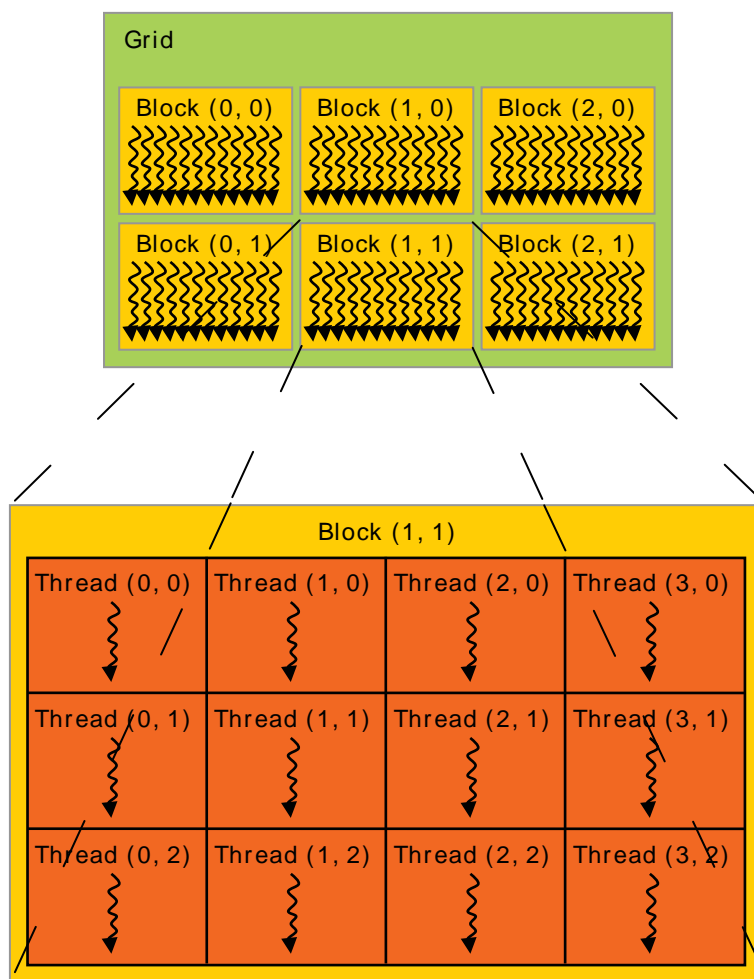 Grid
Block (0, 0) Block (1, 0) Block (2, 0)
Block (0, 1) Block (1, 1) Block (2, 1)
Block (1, 1)
Thread (0, 0) Thread (1, 0) Thread (2, 0) Thread (3, 0)
Thread (0, 1) Thread (1, 1) Thread (2, 1) Thread (3, 1)
Thread (0, 2) Thread (1, 2) Thread (2, 2) Thread (3, 2)